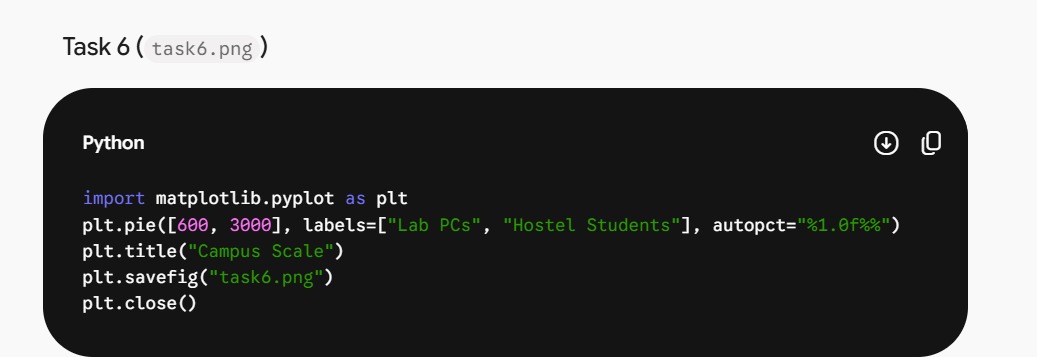 Task 6 (task6.png)
Python
import matplotlib.pyplot as plt
plt.pie([600, 3000], labels=["Lab PCs", "Hostel Students"], autopct="%1.0f%%")
plt.title("Campus Scale")
plt.savefig("task6.png")
plt.close()